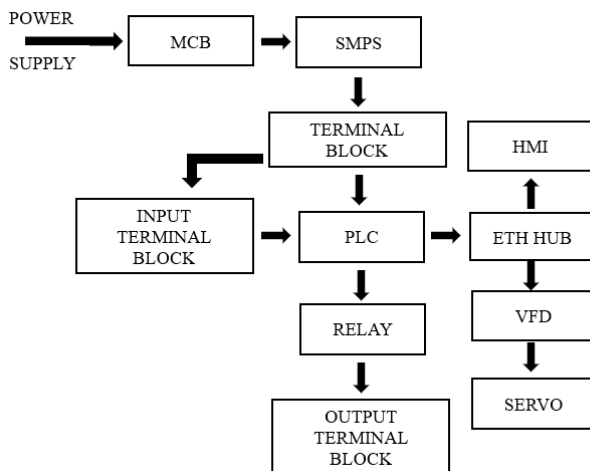 POWER
SUPPLY
MCB
SMPS
TERMINAL
BLOCK
HMI
INPUT
TERMINAL
BLOCK
PLC
ETH HUB
RELAY
VFD
OUTPUT
TERMINAL
BLOCK
SERVO